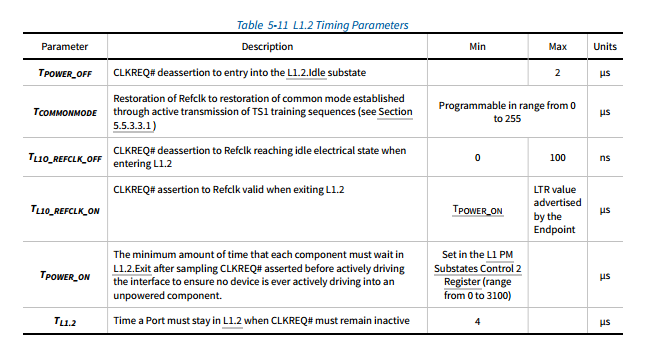 Table 5-11 L1.2 Timing Parameters
Parameter Description Min Max Units
TPOWER_OFF CLKREQ# deassertion to entry into the L1.2.Idle substate 2 μs
TCOMMONMODE Restoration of Refclk to restoration of common mode established
through active transmission of TS1 training sequences (see Section
5.5.3.3.1 )
Programmable in range from 0
to 255
μs
TL1O_REFCLK_OFF CLKREQ# deassertion to Refclk reaching idle electrical state when
entering L1.2
0 100 ns
TL1O_REFCLK_ON CLKREQ# assertion to Refclk valid when exiting L1.2
TPOWER_ON
LTR value
advertised
by the
Endpoint
μs
TPOWER_ON The minimum amount of time that each component must wait in
L1.2.Exit after sampling CLKREQ# asserted before actively driving
the interface to ensure no device is ever actively driving into an
unpowered component.
Set in the L1 PM
Substates Control 2
Register (range
from 0 to 3100)
μs
TL1.2 Time a Port must stay in L1.2 when CLKREQ# must remain inactive 4 μs